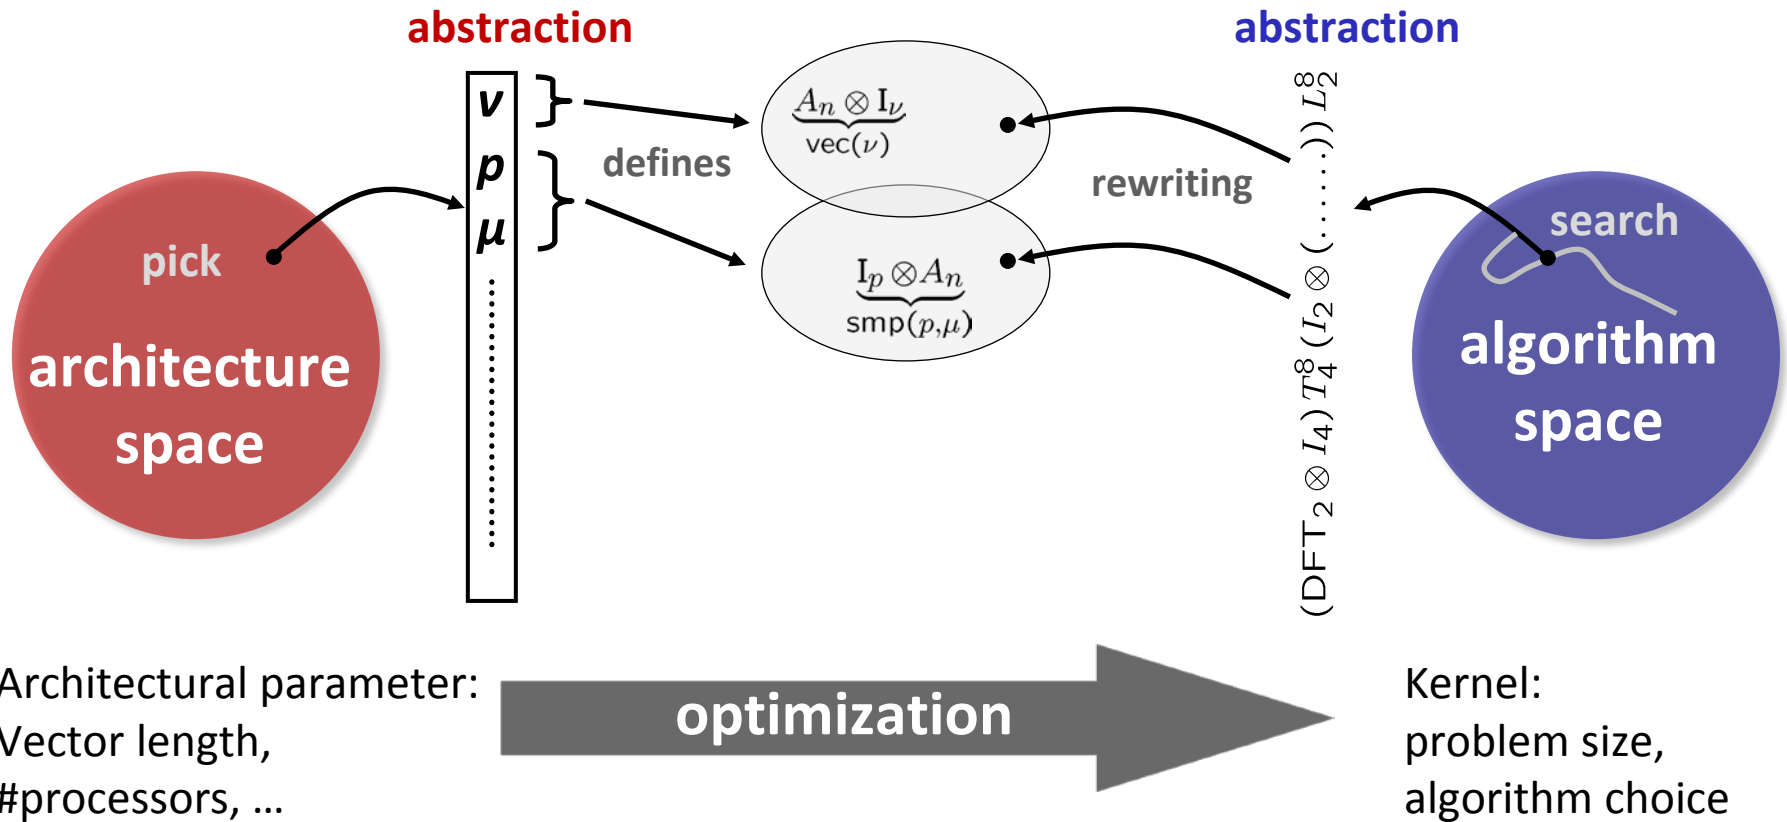 abstraction
abstraction
ν
p
μ
defines
A_n ⊗ I_ν
vec(ν)
I_p ⊗ A_n
smp(p,μ)
rewriting
(DFT_2 ⊗ I_4) T^8_4 (I_2 ⊗ (......)) L^8_2
pick
architecture
space
search
algorithm
space
Architectural parameter:
Vector length,
#processors, ...
optimization
Kernel:
problem size,
algorithm choice